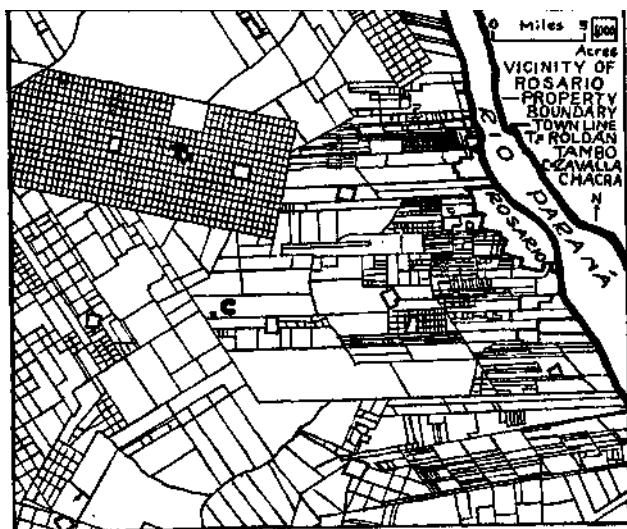 0 Miles 5
1000
Acres
VICINITY OF
ROSARIO
PROPERTY
BOUNDARY
TOWN LINE
T= ROLDAN
TAMBO
C=ZAVALLA
CHACRA
N
RIO PARANÁ
ROSARIO
T
C